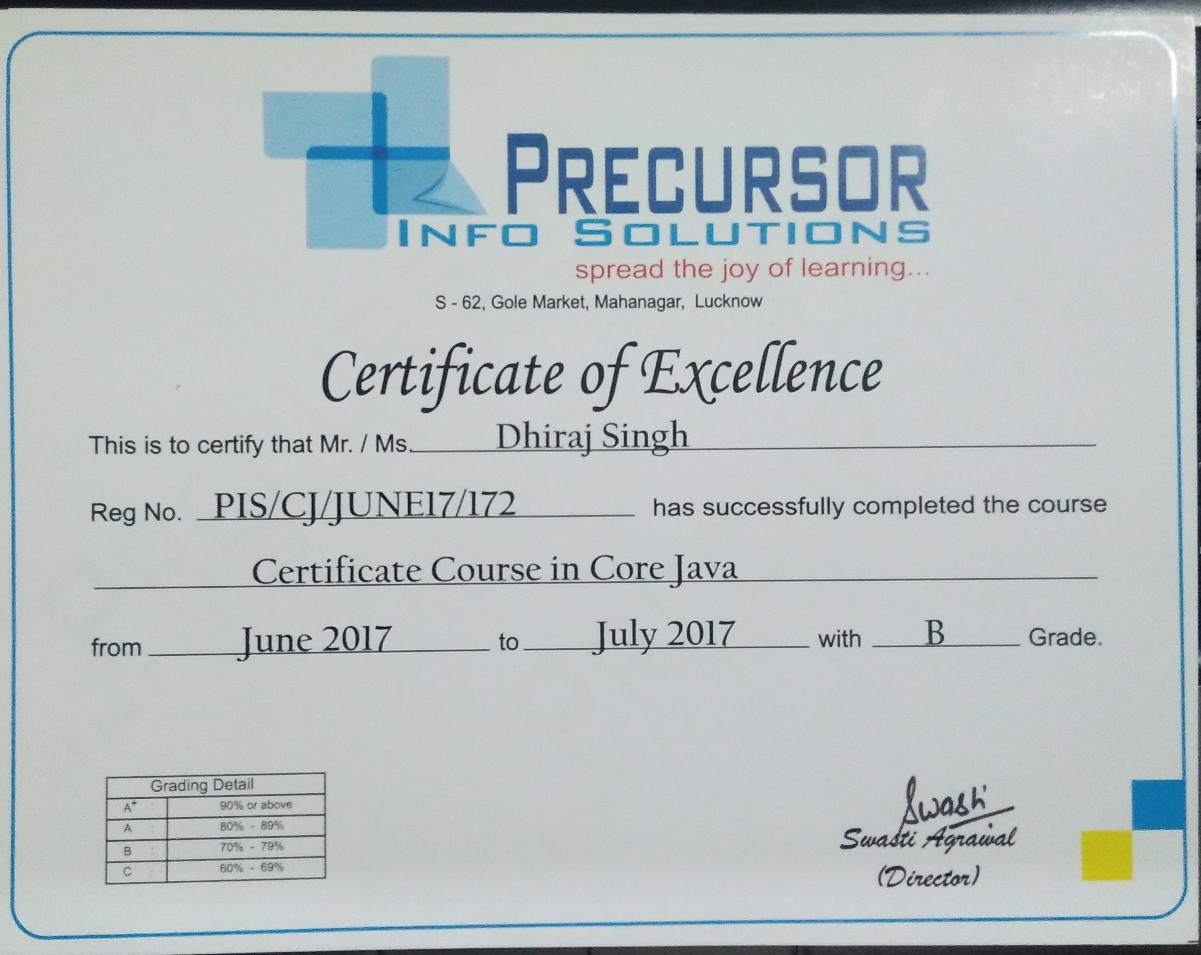 PRECURSOR
INFO SOLUTIONS
spread the joy of learning...
S - 62, Gole Market, Mahanagar, Lucknow
Certificate of Excellence
This is to certify that Mr. / Ms. Dhiraj Singh
Reg No. PIS/CJ/JUNE17/172 has successfully completed the course
Certificate Course in Core Java
from June 2017 to July 2017 with B Grade.
Grading Detail
A+ : 90% or above
A : 80% - 89%
B : 70% - 79%
C : 60% - 69%
Swasti
Swasti Agrawal
(Director)